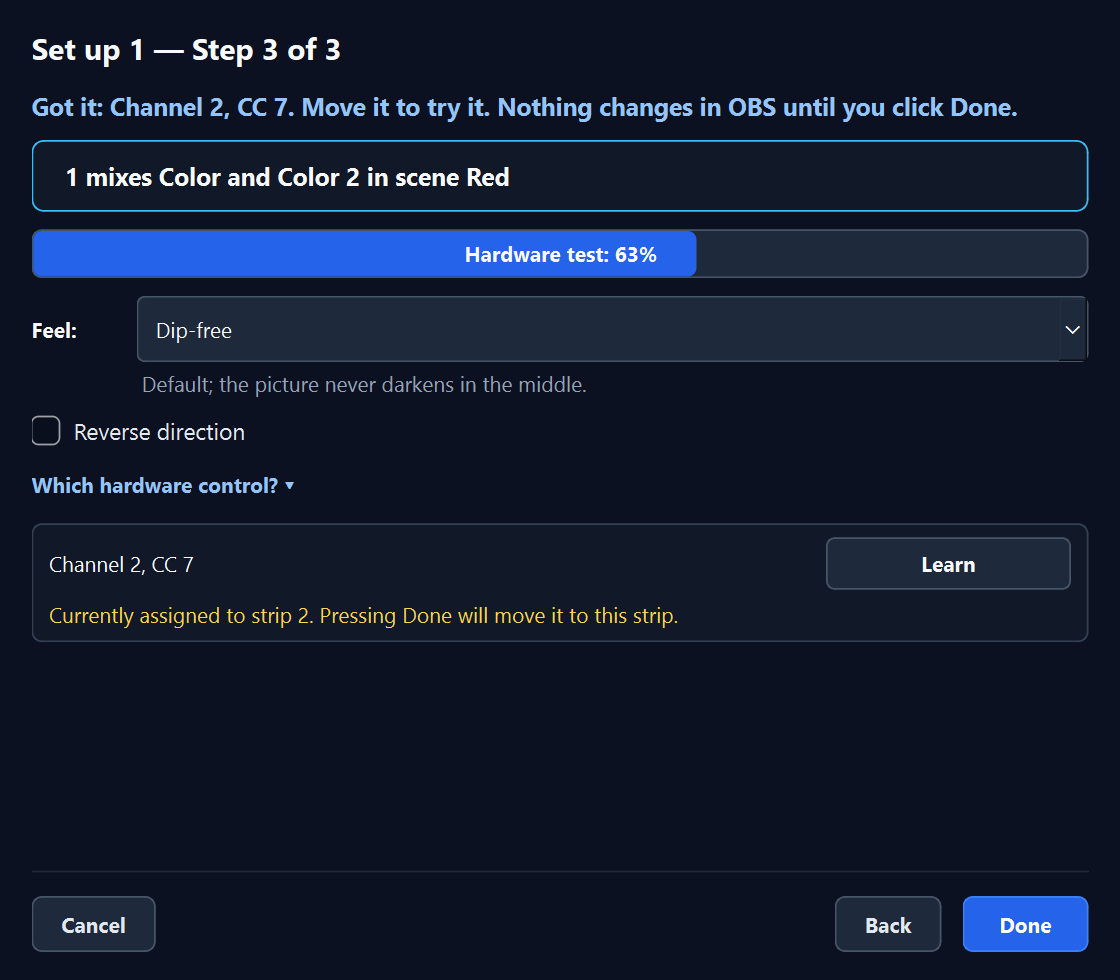 Set up 1 — Step 3 of 3
Got it: Channel 2, CC 7. Move it to try it. Nothing changes in OBS until you click Done.
1 mixes Color and Color 2 in scene Red
Hardware test: 63%
Feel:
Dip-free
Default; the picture never darkens in the middle.
Reverse direction
Which hardware control? ▾
Channel 2, CC 7
Learn
Currently assigned to strip 2. Pressing Done will move it to this strip.
Cancel
Back
Done